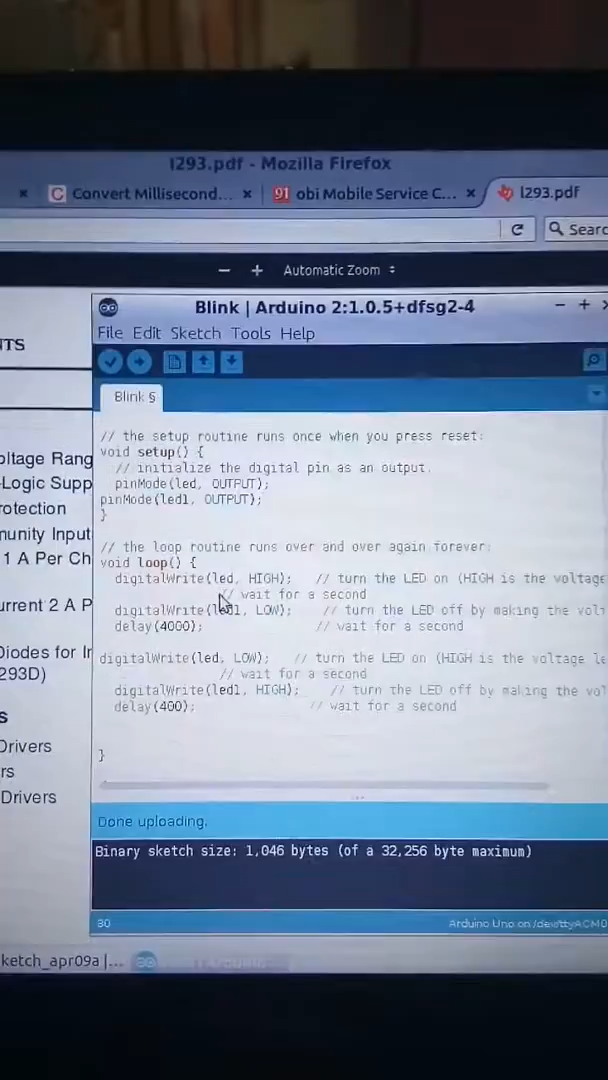 l293.pdf - Mozilla Firefox
Convert Millisecond... × obi Mobile Service C... × l293.pdf
Searc
− + Automatic Zoom
Blink | Arduino 2:1.0.5+dfsg2-4
File Edit Sketch Tools Help
NTS
Blink §
// the setup routine runs once when you press reset:
void setup() {
// initialize the digital pin as an output.
pinMode(led, OUTPUT);
pinMode(led1, OUTPUT);
}
// the loop routine runs over and over again forever:
void loop() {
digitalWrite(led, HIGH); // turn the LED on (HIGH is the voltage
// wait for a second
digitalWrite(led1, LOW); // turn the LED off by making the volt
delay(4000); // wait for a second
digitalWrite(led, LOW); // turn the LED on (HIGH is the voltage le
// wait for a second
digitalWrite(led1, HIGH); // turn the LED off by making the vol
delay(400); // wait for a second
}
oltage Rang
-Logic Supp
rotection
munity Input
1 A Per Ch
urrent 2 A P
Diodes for In
293D)
S
Drivers
rs
Drivers
Done uploading.
Binary sketch size: 1,046 bytes (of a 32,256 byte maximum)
30
Arduino Uno on /dev/ttyACM0
ketch_apr09a |...